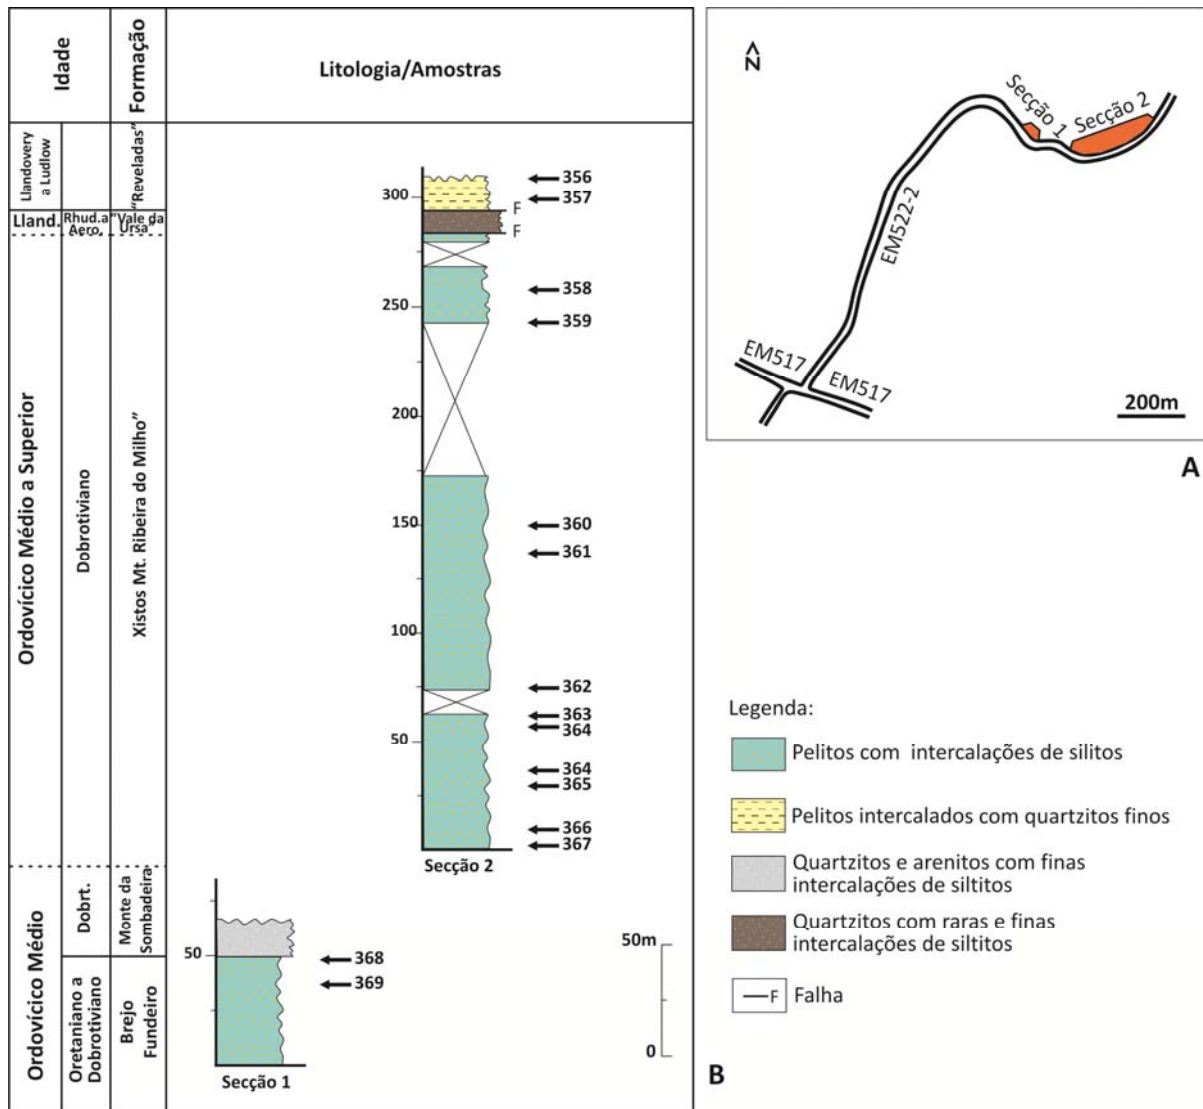 Idade
Formação
Litologia/Amostras
Llandovery
a Ludlow
"Reveladas"
Lland.
Rhud.a
Aero.
"Vale da
Ursa"
Ordovícico Médio a Superior
Dobrotiviano
Xistos Mt. Ribeira do Milho"
Ordovícico Médio
Dobrt.
Monte da
Sombadeira
Oretaniano a
Dobrotiviano
Brejo
Fundeiro
300
250
200
150
100
50
F
F
356
357
358
359
360
361
362
363
364
364
365
366
367
Secção 2
50
368
369
Secção 1
50m
0
N
Secção 1
Secção 2
EM522-2
EM517
EM517
200m
A
Legenda:
Pelitos com intercalações de silitos
Pelitos intercalados com quartzitos finos
Quartzitos e arenitos com finas
intercalações de siltitos
Quartzitos com raras e finas
intercalações de siltitos
F Falha
B